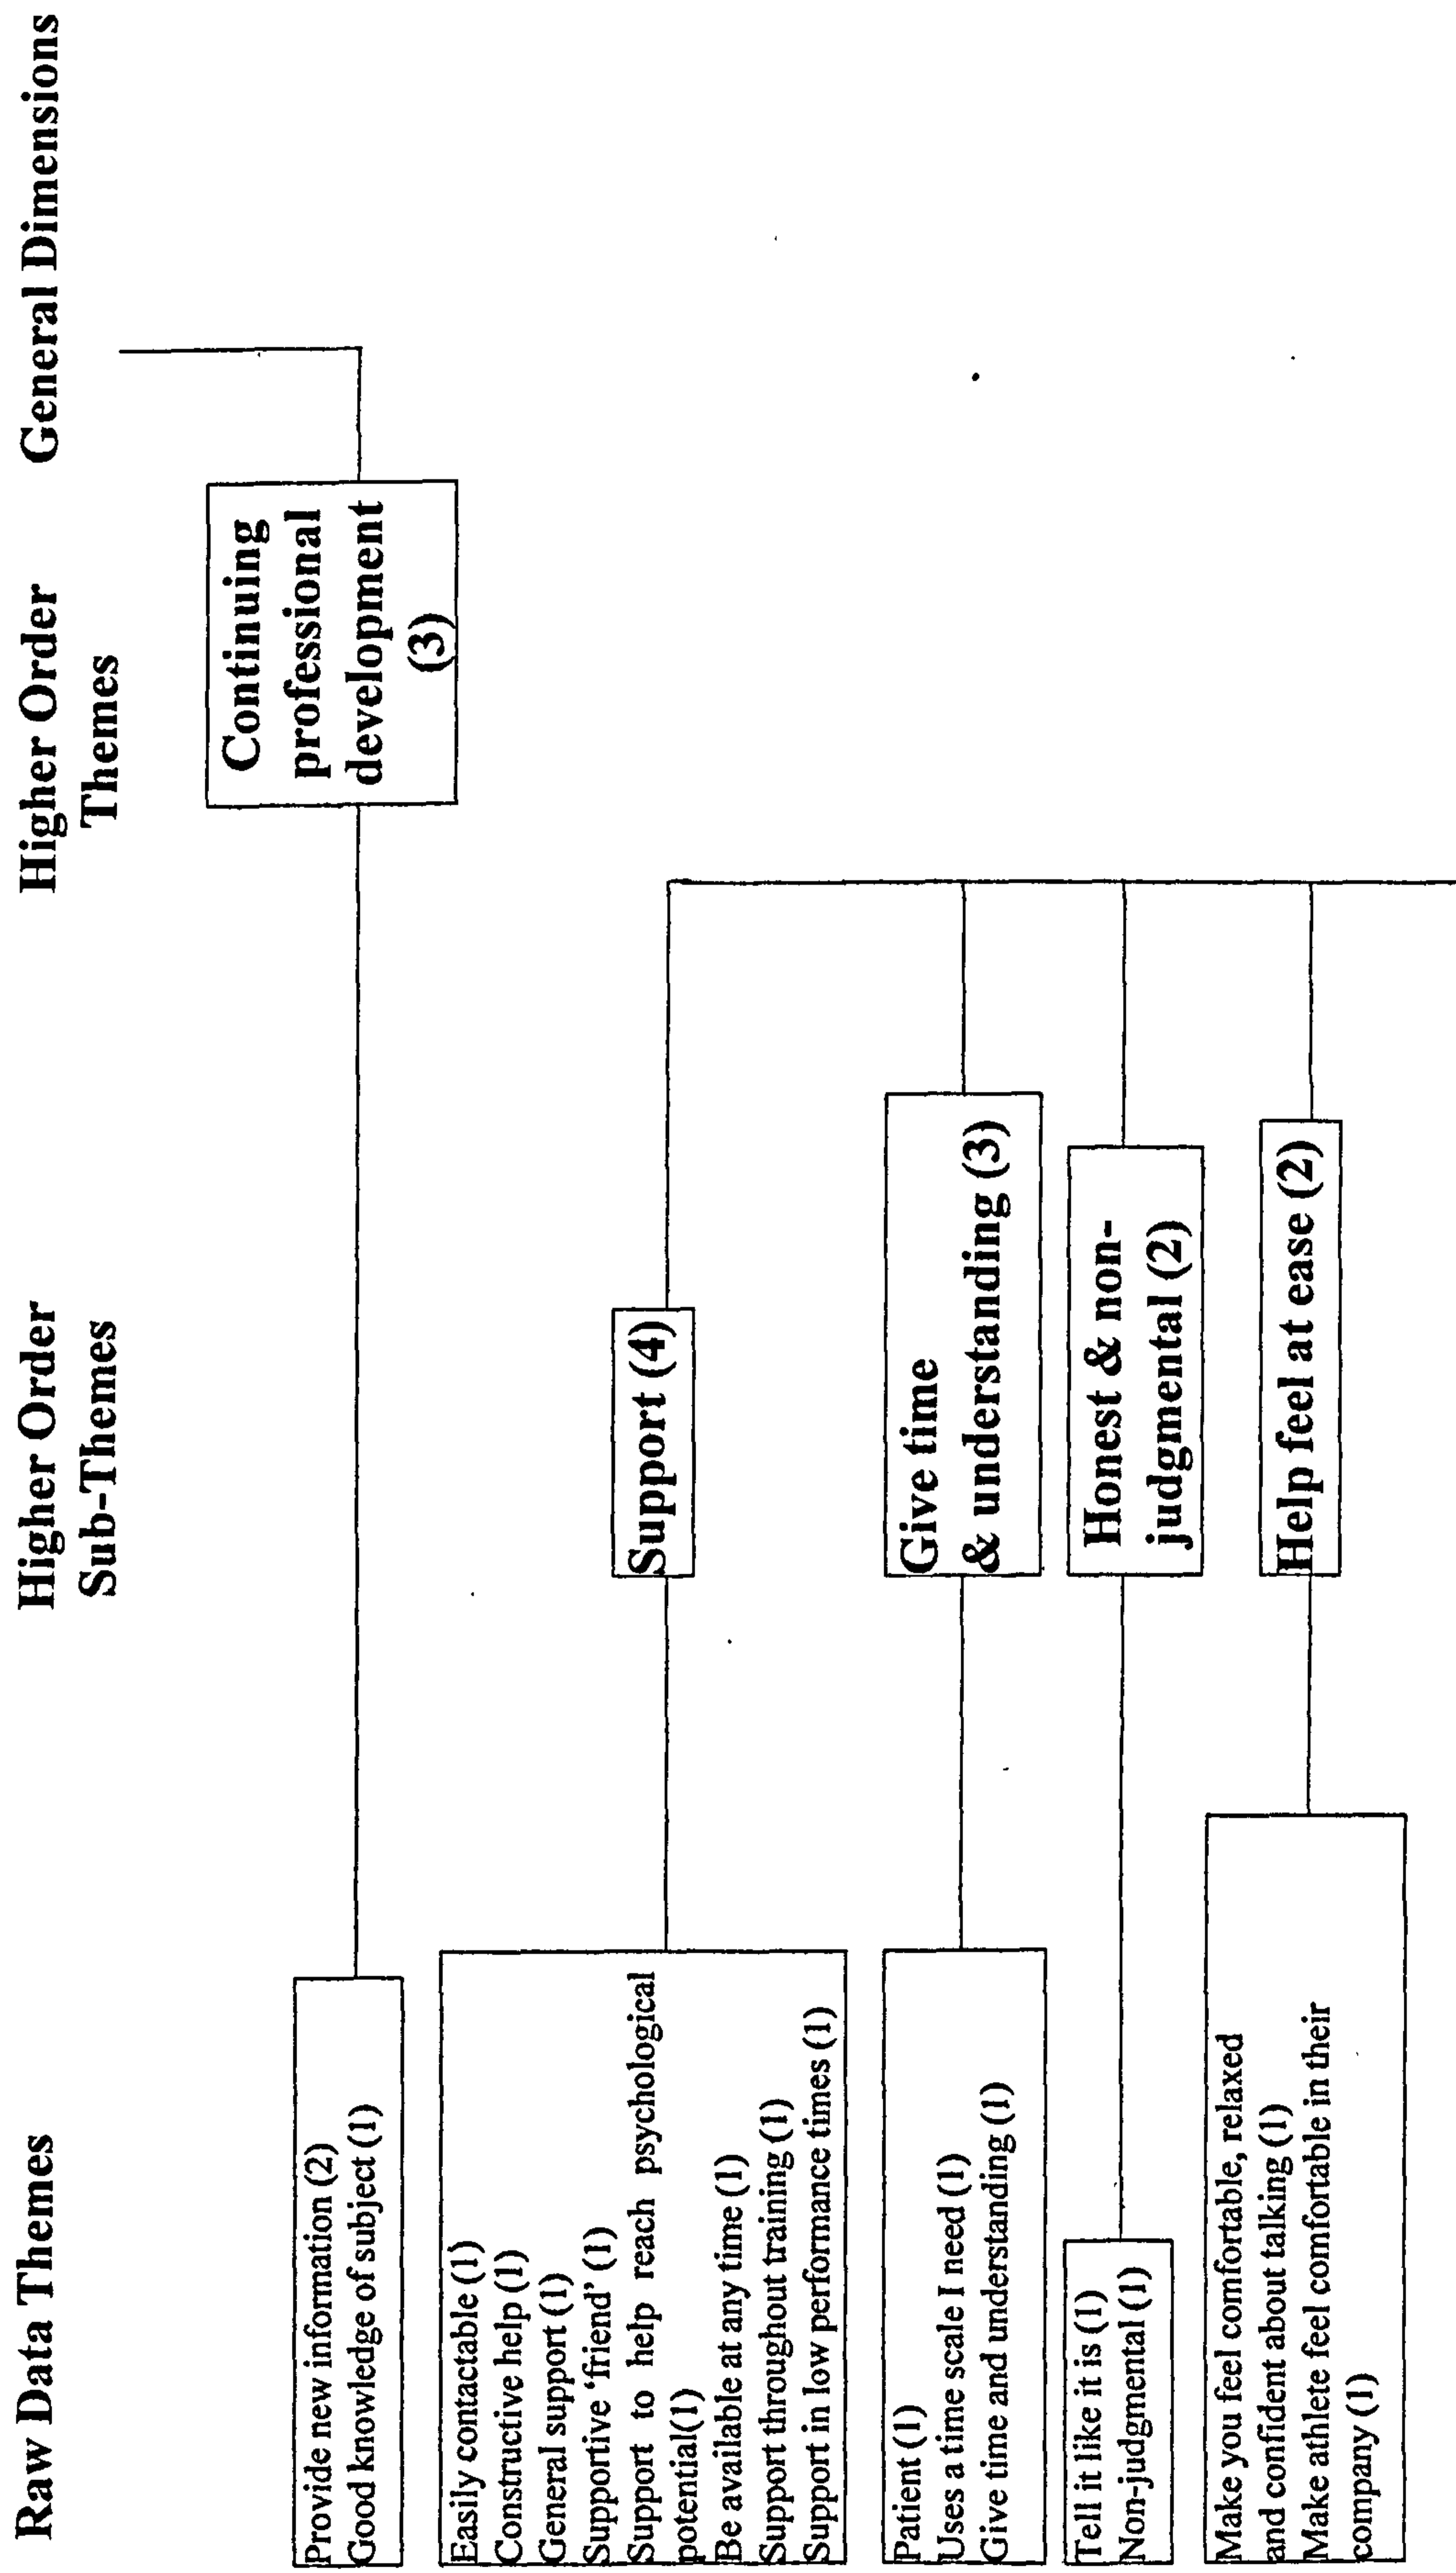 Raw Data Themes
Higher Order
Sub-Themes
Higher Order
Themes
General Dimensions
Provide new information (2)
Good knowledge of subject (1)
Continuing
professional
development
(3)
Easily contactable (1)
Constructive help (1)
General support (1)
Supportive ‘friend’ (1)
Support to help reach psychological
potential(1)
Be available at any time (1)
Support throughout training (1)
Support in low performance times (1)
Support (4)
Patient (1)
Uses a time scale I need (1)
Give time and understanding (1)
Give time
& understanding (3)
Tell it like it is (1)
Non-judgmental (1)
Honest & non-
judgmental (2)
Make you feel comfortable, relaxed
and confident about talking (1)
Make athlete feel comfortable in their
company (1)
Help feel at ease (2)